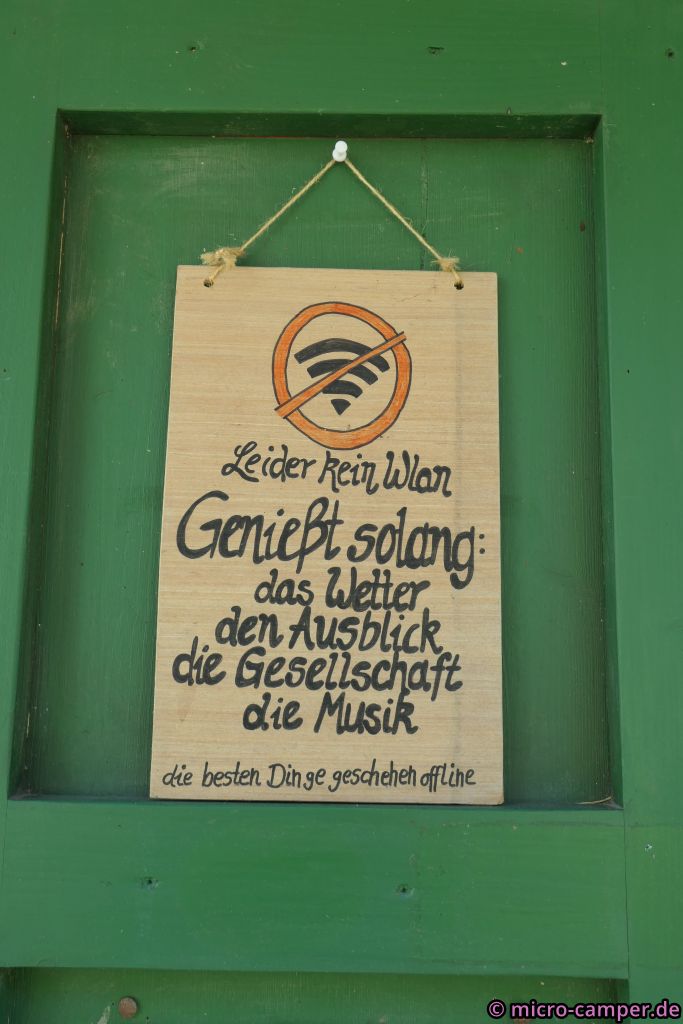 Leider kein Wlan
Genießt solang:
das Wetter
den Ausblick
die Gesellschaft
die Musik
die besten Dinge geschehen offline
© micro-camper.de